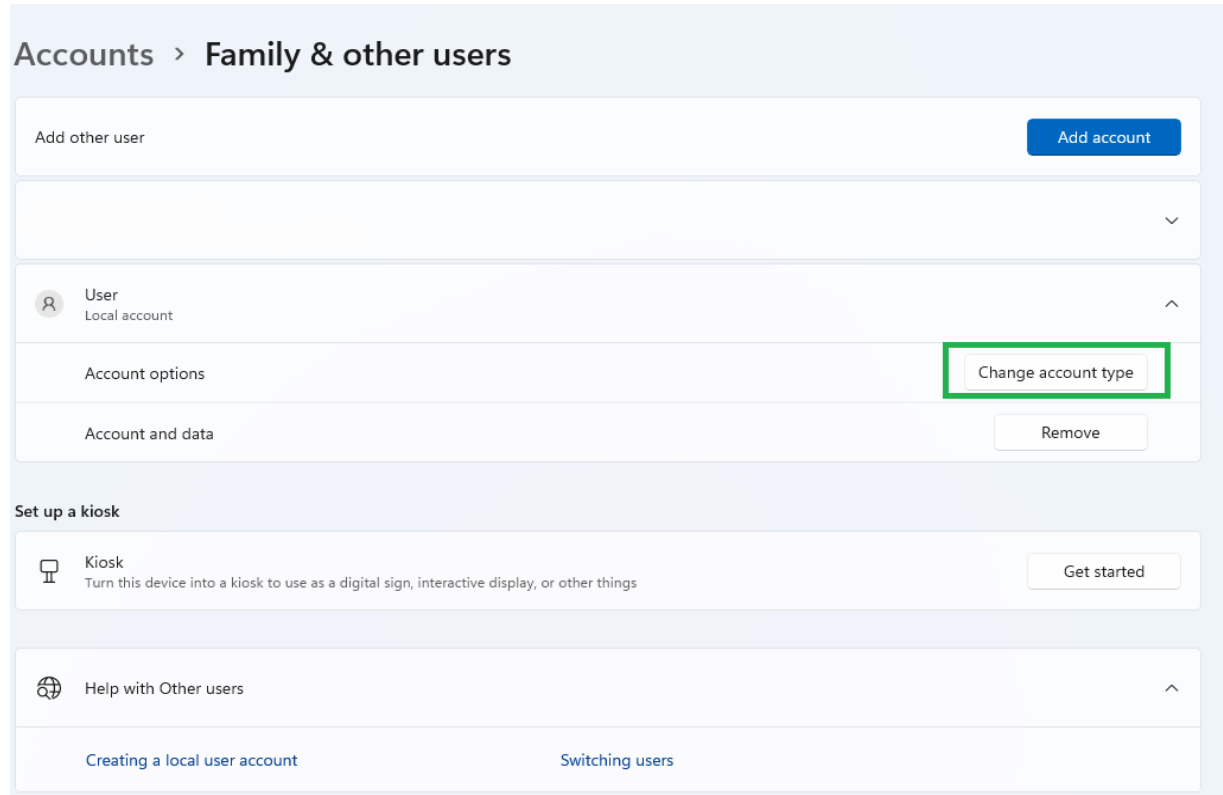 Accounts > Family & other users
Add other user
Add account
User
Local account
Account options
Change account type
Account and data
Remove
Set up a kiosk
Kiosk
Turn this device into a kiosk to use as a digital sign, interactive display, or other things
Get started
Help with Other users
Creating a local user account
Switching users